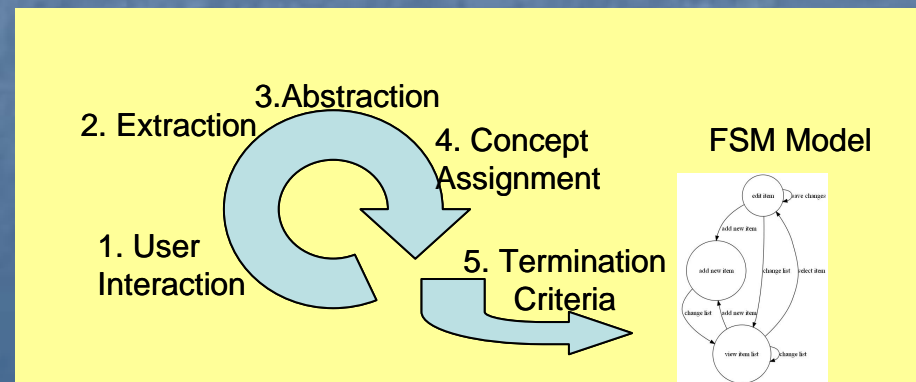 3.Abstraction
2. Extraction
4. Concept
Assignment
FSM Model
1. User
Interaction
5. Termination
Criteria
edit item
save changes
add new item
add new item
change list
select item
change list
add new item
view item list
change list